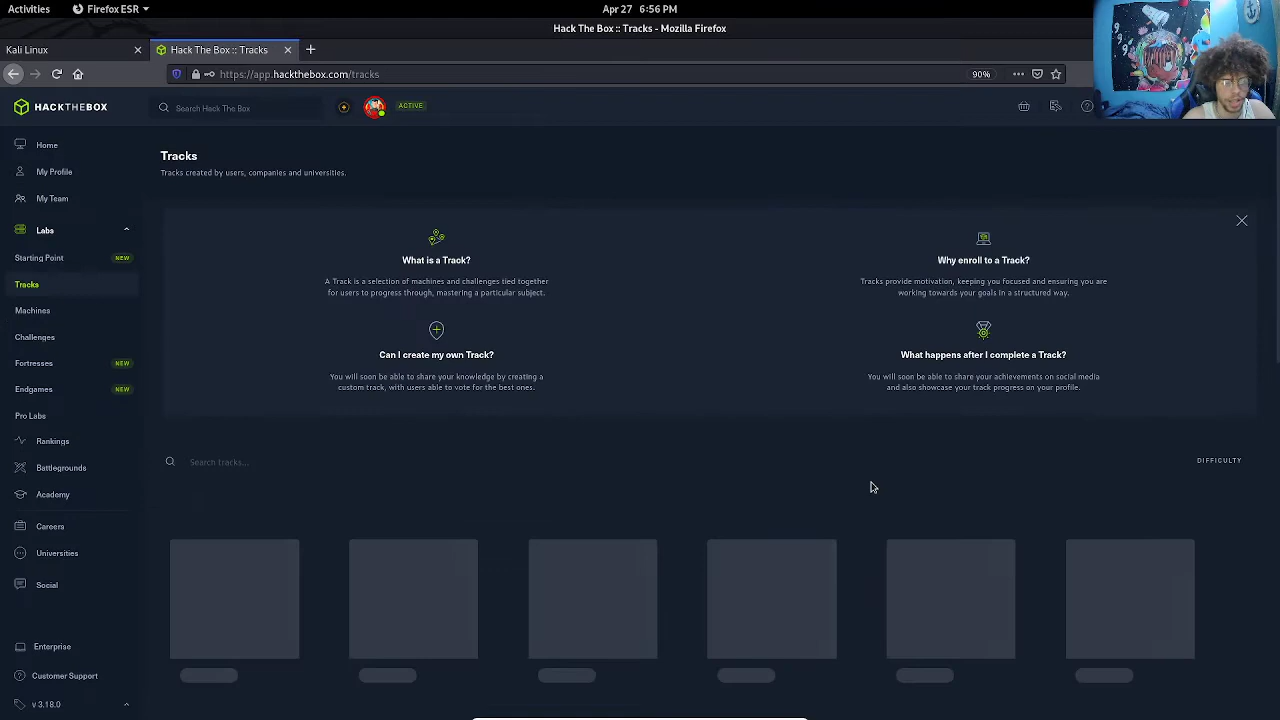 Activities
Firefox ESR
Apr 27 6:56 PM
Hack The Box :: Tracks - Mozilla Firefox
Kali Linux
Hack The Box :: Tracks
https://app.hackthebox.com/tracks
90%
HACKTHEBOX
Search Hack The Box
ACTIVE
Home
My Profile
My Team
Labs
Starting Point
NEW
Tracks
Machines
Challenges
Fortresses
NEW
Endgames
NEW
Pro Labs
Rankings
Battlegrounds
Academy
Careers
Universities
Social
Enterprise
Customer Support
v 3.18.0
Tracks
Tracks created by users, companies and universities.
What is a Track?
A Track is a selection of machines and challenges tied together
for users to progress through, mastering a particular subject.
Why enroll to a Track?
Tracks provide motivation, keeping you focused and ensuring you are
working towards your goals in a structured way.
Can I create my own Track?
You will soon be able to share your knowledge by creating a
custom track, with users able to vote for the best ones.
What happens after I complete a Track?
You will soon be able to share your achievements on social media
and also showcase your track progress on your profile.
Search tracks...
DIFFICULTY